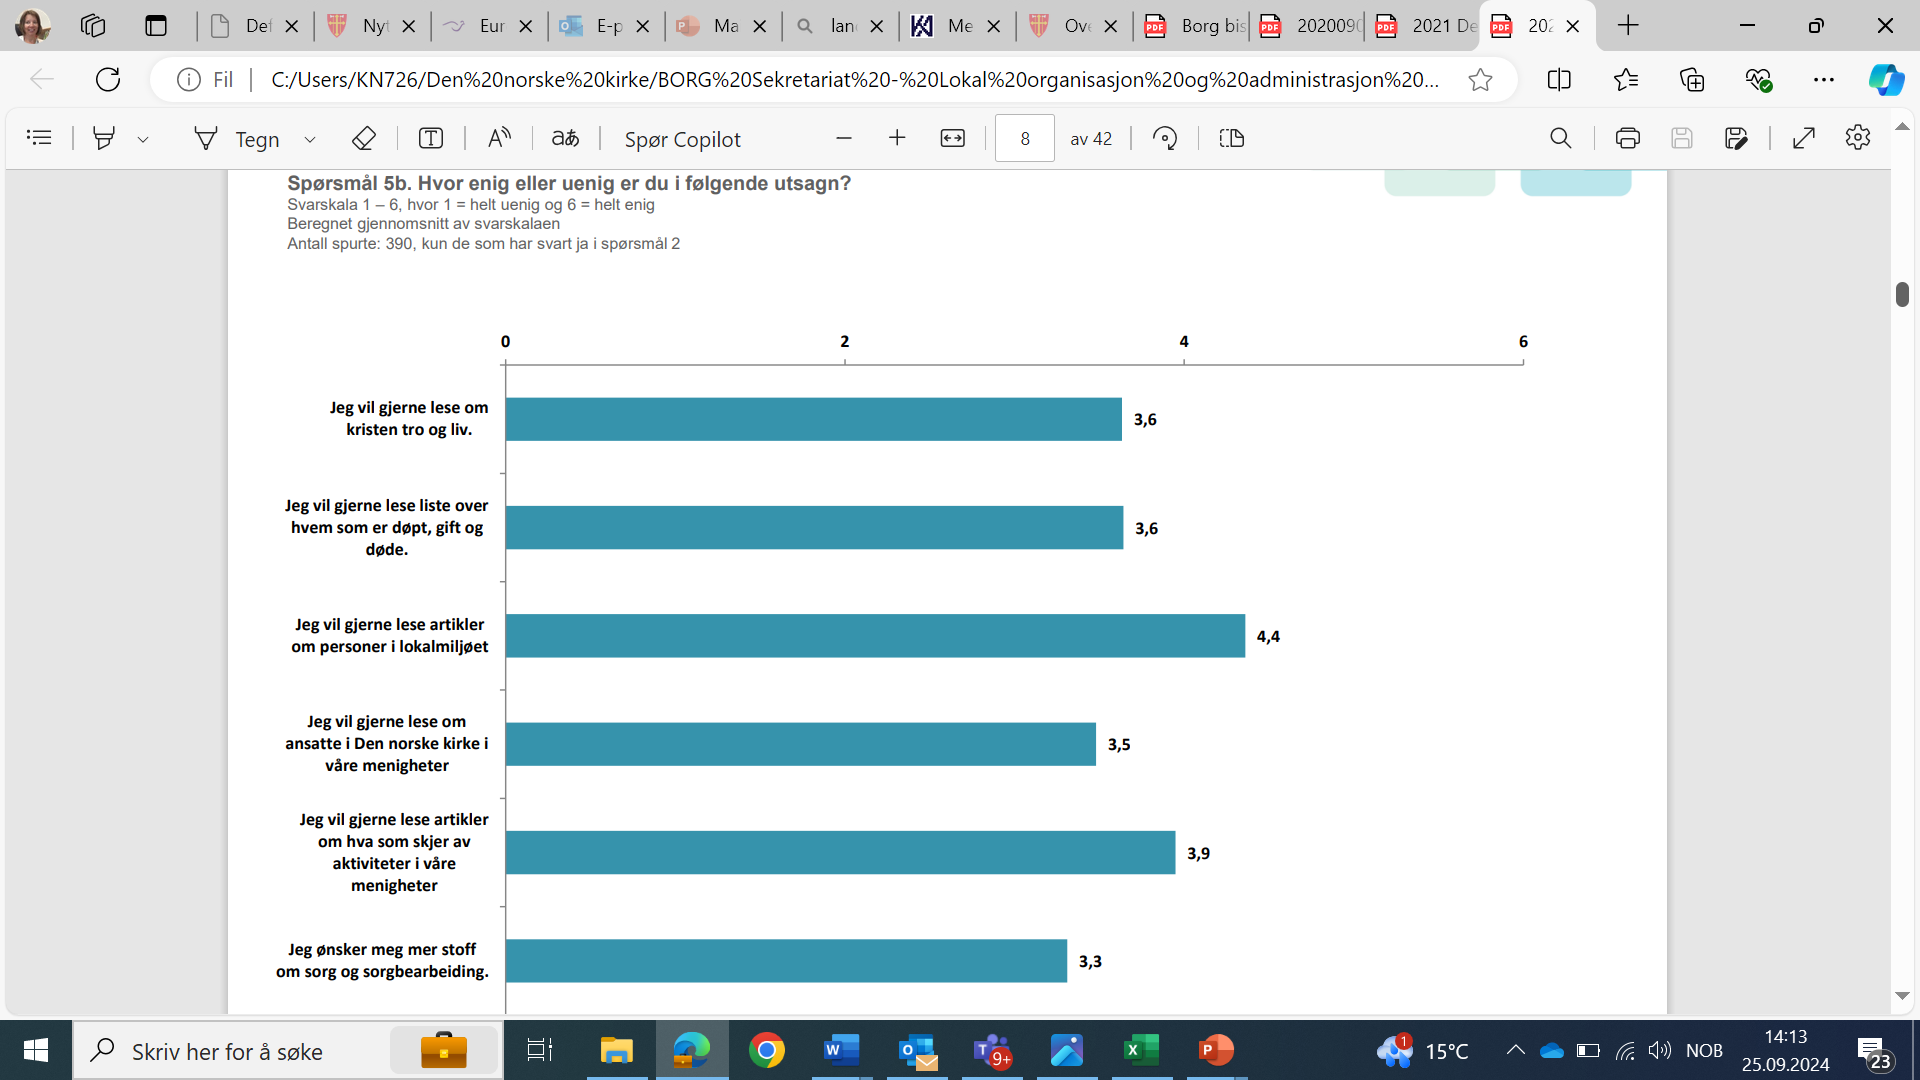 Def
Nyt
Eur
E-p
Ma
lan
Me
Ove
Borg bis
2020090
2021 De
202
Fil
C:/Users/KN726/Den%20norske%20kirke/BORG%20Sekretariat%20-%20Lokal%20organisasjon%20og%20administrasjon%20...
Tegn
aあ
Spør Copilot
8
av 42
Spørsmål 5b. Hvor enig eller uenig er du i følgende utsagn?
Svarskala 1 – 6, hvor 1 = helt uenig og 6 = helt enig
Beregnet gjennomsnitt av svarskalaen
Antall spurte: 390, kun de som har svart ja i spørsmål 2
0 2 4 6
Jeg vil gjerne lese om
kristen tro og liv.
3,6
Jeg vil gjerne lese liste over
hvem som er døpt, gift og
døde.
3,6
Jeg vil gjerne lese artikler
om personer i lokalmiljøet
4,4
Jeg vil gjerne lese om
ansatte i Den norske kirke i
våre menigheter
3,5
Jeg vil gjerne lese artikler
om hva som skjer av
aktiviteter i våre
menigheter
3,9
Jeg ønsker meg mer stoff
om sorg og sorgbearbeiding.
3,3
Skriv her for å søke
9+
1
15°C
NOB
14:13
25.09.2024
23